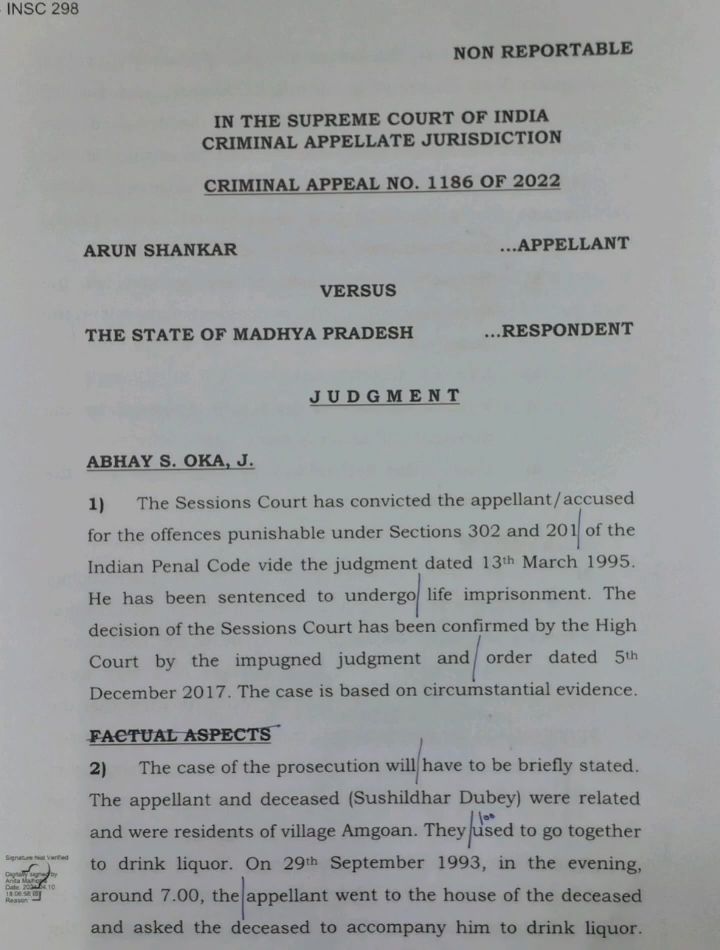 INSC 298
NON REPORTABLE
IN THE SUPREME COURT OF INDIA
CRIMINAL APPELLATE JURISDICTION
CRIMINAL APPEAL NO. 1186 OF 2022
ARUN SHANKAR ...APPELLANT
VERSUS
THE STATE OF MADHYA PRADESH ...RESPONDENT
JUDGMENT
ABHAY S. OKA, J.
1) The Sessions Court has convicted the appellant/accused
for the offences punishable under Sections 302 and 201 of the
Indian Penal Code vide the judgment dated 13th March 1995.
He has been sentenced to undergo life imprisonment. The
decision of the Sessions Court has been confirmed by the High
Court by the impugned judgment and order dated 5th
December 2017. The case is based on circumstantial evidence.
FACTUAL ASPECTS
2) The case of the prosecution will have to be briefly stated.
The appellant and deceased (Sushildhar Dubey) were related
100
and were residents of village Amgoan. They used to go together
to drink liquor. On 29th September 1993, in the evening,
around 7.00, the appellant went to the house of the deceased
and asked the deceased to accompany him to drink liquor.
Signature Not Verified
Digitally signed by
Anita Malhotra
Reason: